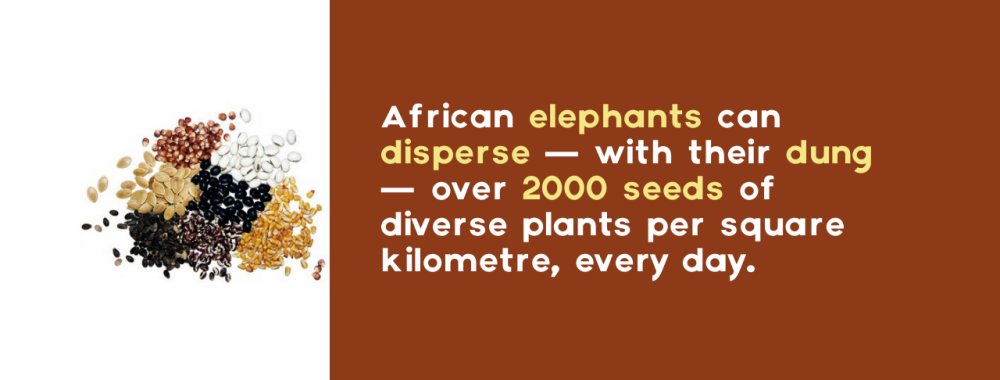 African elephants can
disperse — with their dung
— over 2000 seeds of
diverse plants per square
kilometre, every day.